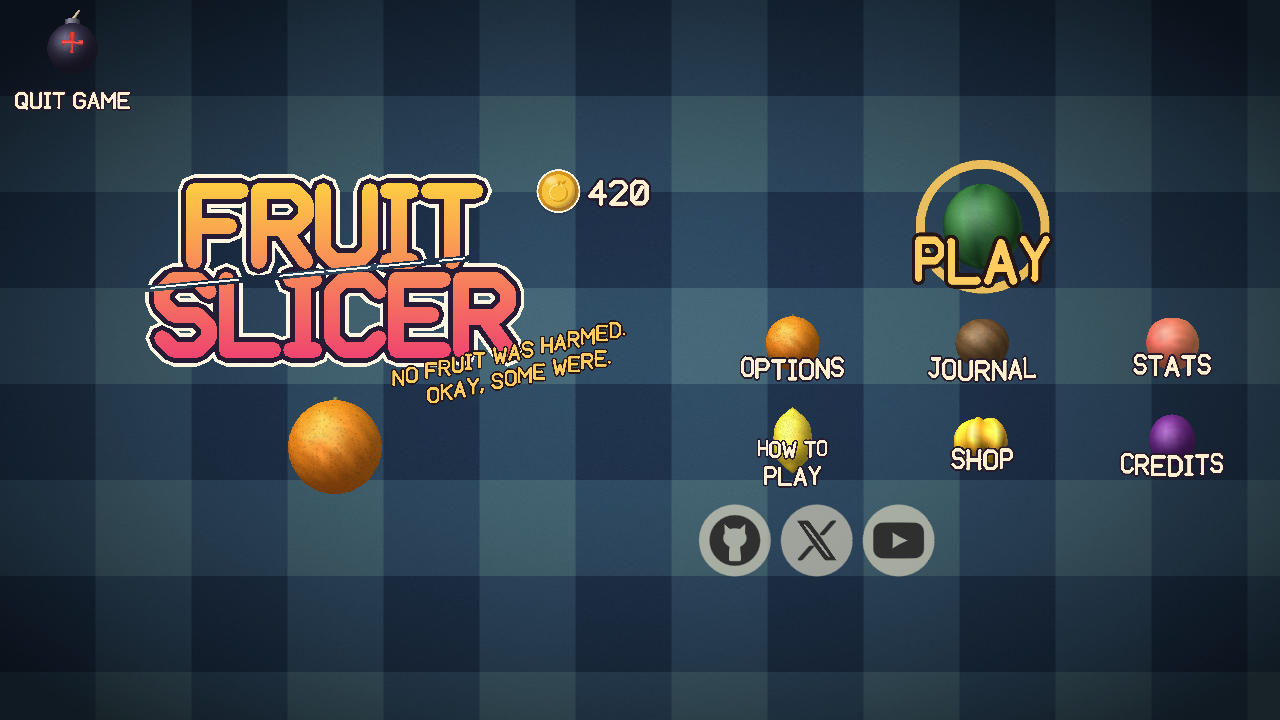 QUIT GAME
FRUIT
SLICER
420
NO FRUIT WAS HARMED.
OKAY, SOME WERE.
PLAY
OPTIONS
JOURNAL
STATS
HOW TO
PLAY
SHOP
CREDITS